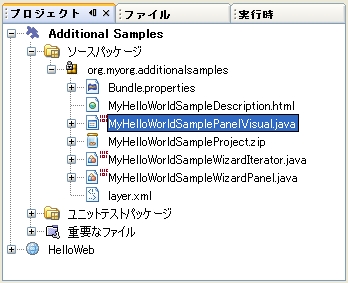 プロジェクト ファイル 実行時
Additional Samples
ソースパッケージ
org.myorg.additionalsamples
Bundle.properties
MyHelloWorldSampleDescription.html
MyHelloWorldSamplePanelVisual.java
MyHelloWorldSampleProject.zip
MyHelloWorldSampleWizardIterator.java
MyHelloWorldSampleWizardPanel.java
layer.xml
ユニットテストパッケージ
重要なファイル
HelloWeb